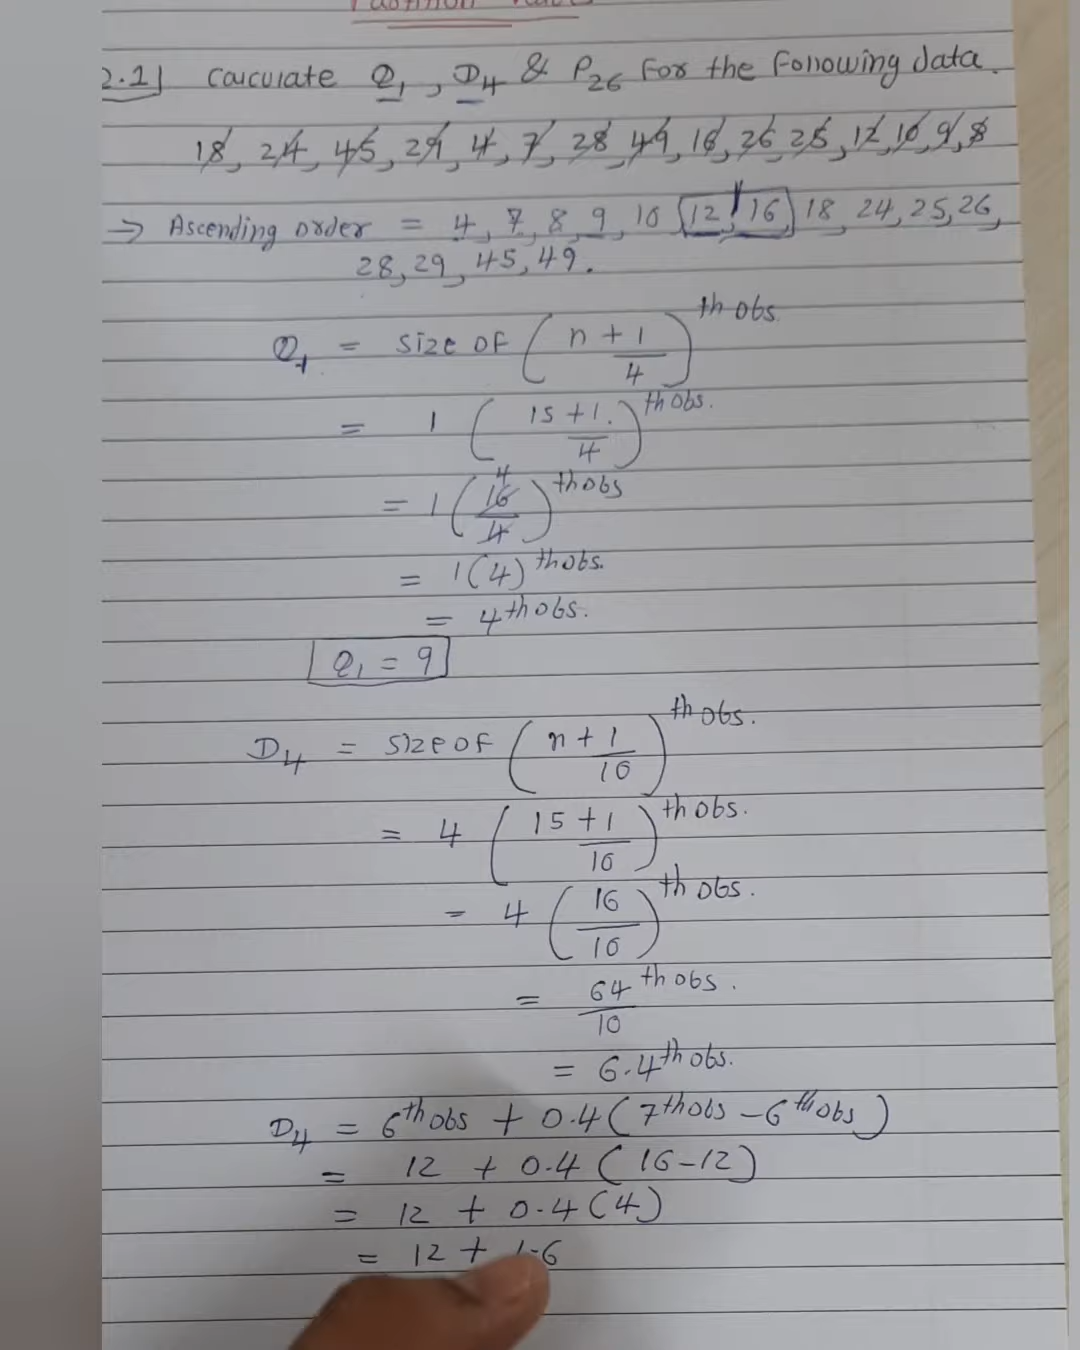 Q.1] Calculate Q1, D4 & P26 For the Following data.
18, 24, 45, 29, 4, 7, 28, 49, 16, 26, 25, 12, 10, 9, 8
→ Ascending order = 4, 7, 8, 9, 10, 12, 16, 18, 24, 25, 26,
28, 29, 45, 49.
Q1 = size of (n + 1 / 4)th obs.
= 1 (15 + 1 / 4)th obs.
= 1 (16 / 4)th obs
4
= 1 (4)th obs.
= 4th obs.
Q1 = 9
D4 = size of (n + 1 / 10)th obs.
= 4 (15 + 1 / 10)th obs.
= 4 (16 / 10)th obs.
= 64 / 10 th obs.
= 6.4th obs.
D4 = 6th obs + 0.4 (7th obs - 6th obs)
= 12 + 0.4 (16-12)
= 12 + 0.4 (4)
= 12 + 1.6